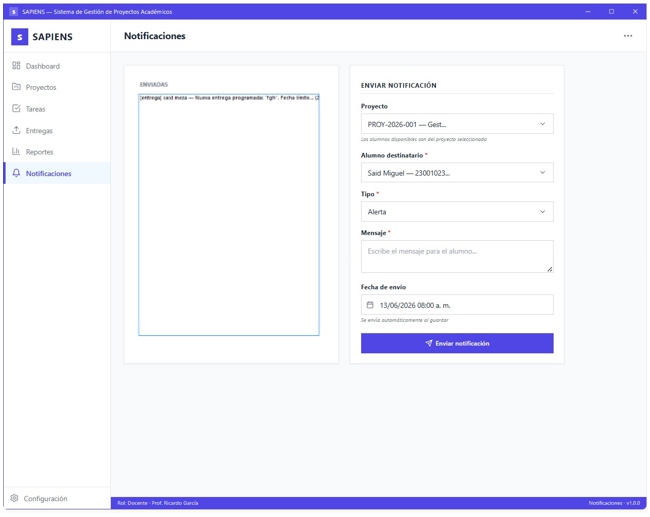 S SAPIENS — Sistema de Gestión de Proyectos Académicos
S SAPIENS
Notificaciones
Dashboard
Proyectos
Tareas
Entregas
Reportes
Notificaciones
Configuración
ENVIADAS
[entrega] said meza — Nueva entrega programada: 'fgh'. Fecha límite... (2
ENVIAR NOTIFICACIÓN
Proyecto
PROY-2026-001 — Gest...
Los alumnos disponibles son del proyecto seleccionado
Alumno destinatario *
Said Miguel — 23001023...
Tipo *
Alerta
Mensaje *
Escribe el mensaje para el alumno...
Fecha de envío
13/06/2026 08:00 a. m.
Se envía automáticamente al guardar
Enviar notificación
Rol: Docente · Prof. Ricardo García
Notificaciones · v1.0.0